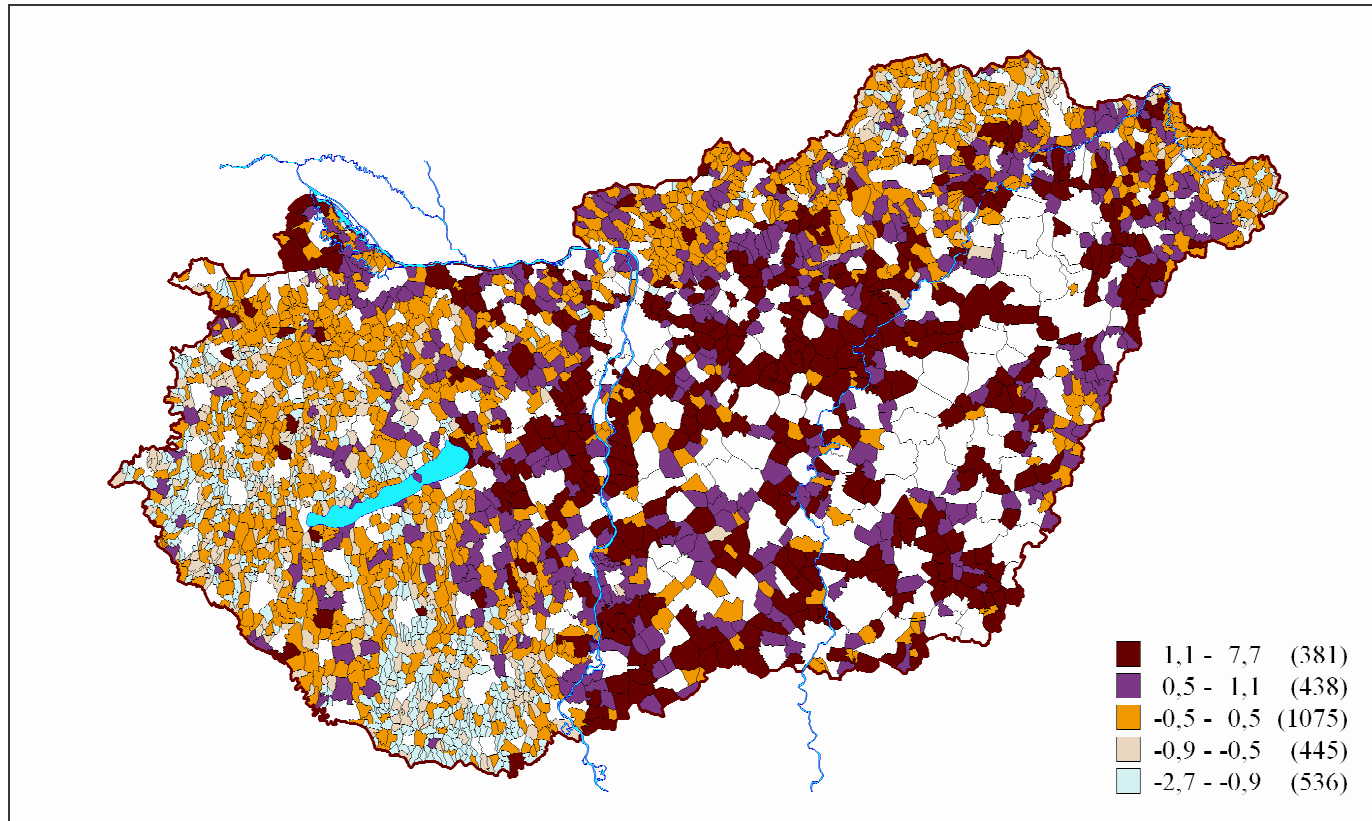 1,1 - 7,7 (381)
0,5 - 1,1 (438)
-0,5 - 0,5 (1075)
-0,9 - -0,5 (445)
-2,7 - -0,9 (536)